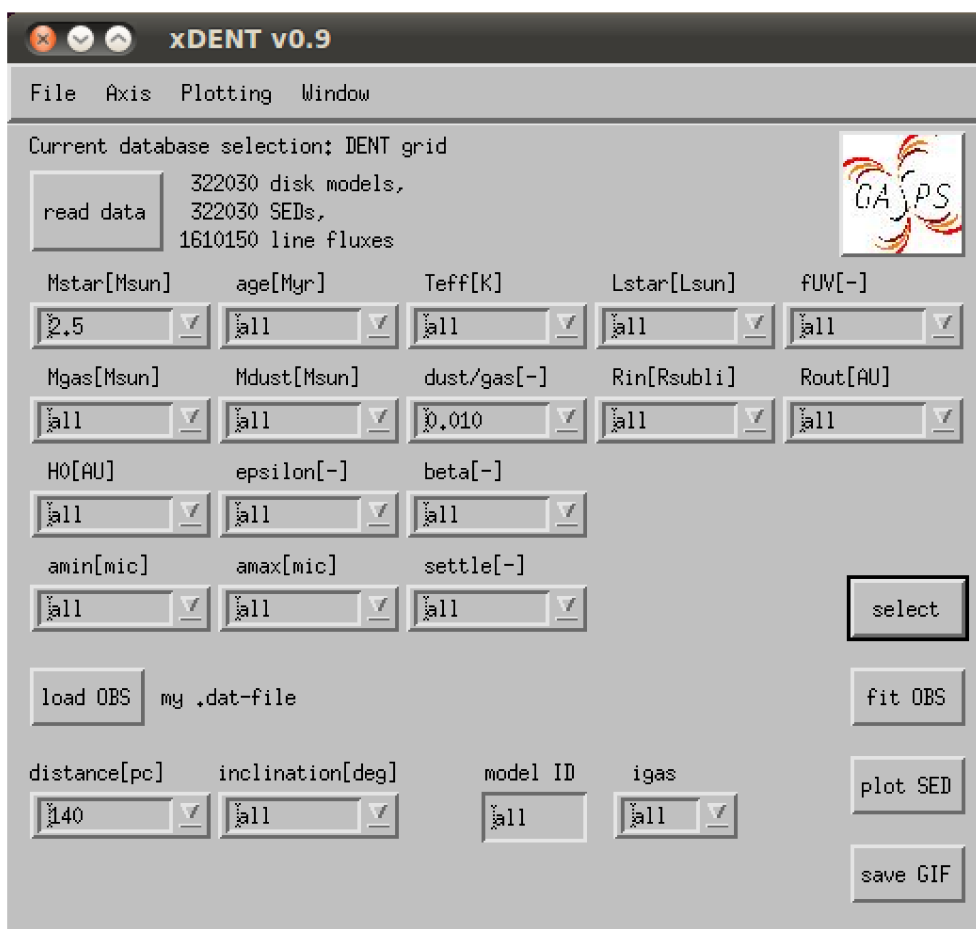 xDENT v0.9
File Axis Plotting Window
Current database selection: DENT grid
read data
322030 disk models,
322030 SEDs,
1610150 line fluxes
GASPS
Mstar[Msun] age[Myr] Teff[K] Lstar[Lsun] fUV[-]
2.5 all all all all
Mgas[Msun] Mdust[Msun] dust/gas[-] Rin[Rsubli] Rout[AU]
all all 0.010 all all
H0[AU] epsilon[-] beta[-]
all all all
amin[mic] amax[mic] settle[-]
all all all
select
load OBS my .dat-file fit OBS
distance[pc] inclination[deg] model ID igas
plot SED
140 all all all
save GIF